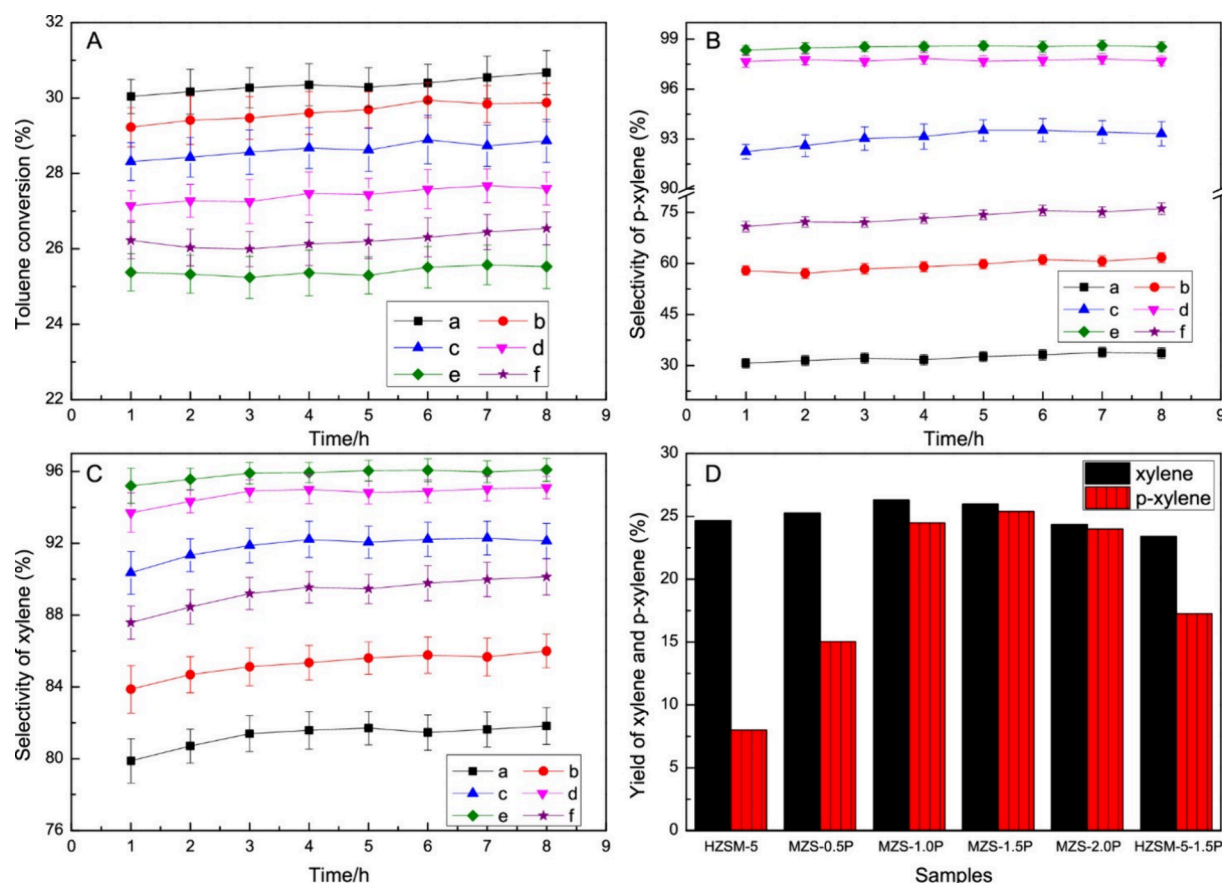 A
Toluene conversion (%)
32
30
28
26
24
22
a b
c d
e f
0 1 2 3 4 5 6 7 8 9
Time/h
B
Selectivity of p-xylene (%)
99
96
93
90
75
60
45
30
a b
c d
e f
0 1 2 3 4 5 6 7 8 9
Time/h
C
Selectivity of xylene (%)
96
92
88
84
80
76
a b
c d
e f
0 1 2 3 4 5 6 7 8 9
Time/h
D
Yield of xylene and p-xylene (%)
30
25
20
15
10
5
0
xylene
p-xylene
HZSM-5 MZS-0.5P MZS-1.0P MZS-1.5P MZS-2.0P HZSM-5-1.5P
Samples